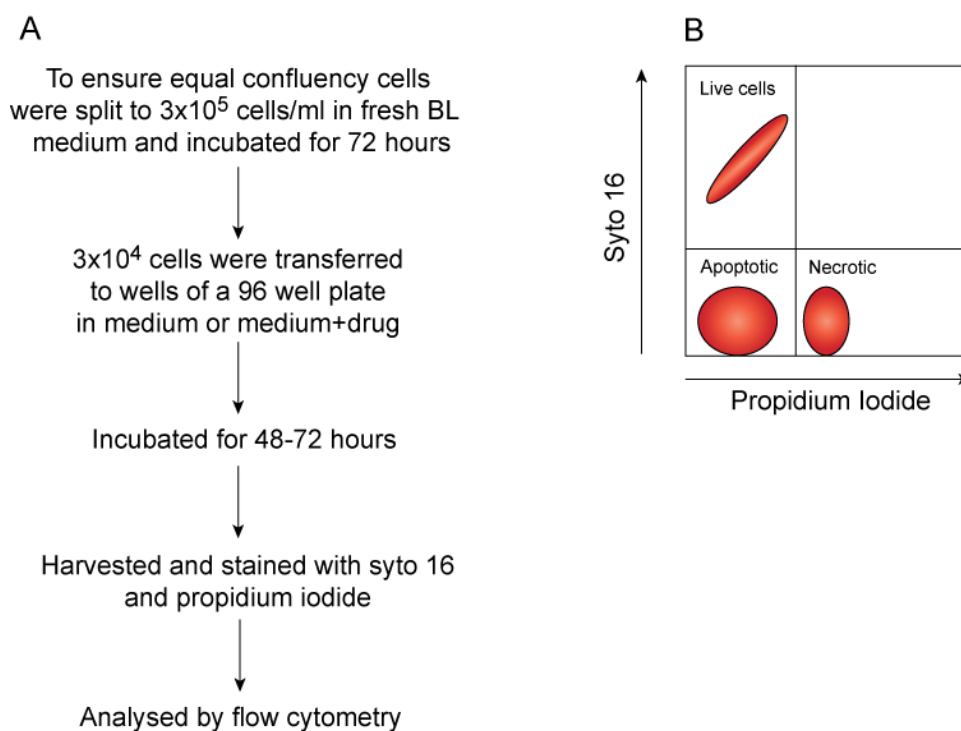 A
To ensure equal confluency cells
were split to 3x10⁵ cells/ml in fresh BL
medium and incubated for 72 hours
3x10⁴ cells were transferred
to wells of a 96 well plate
in medium or medium+drug
Incubated for 48-72 hours
Harvested and stained with syto 16
and propidium iodide
Analysed by flow cytometry
B
Live cells
Syto 16
Apoptotic
Necrotic
Propidium Iodide